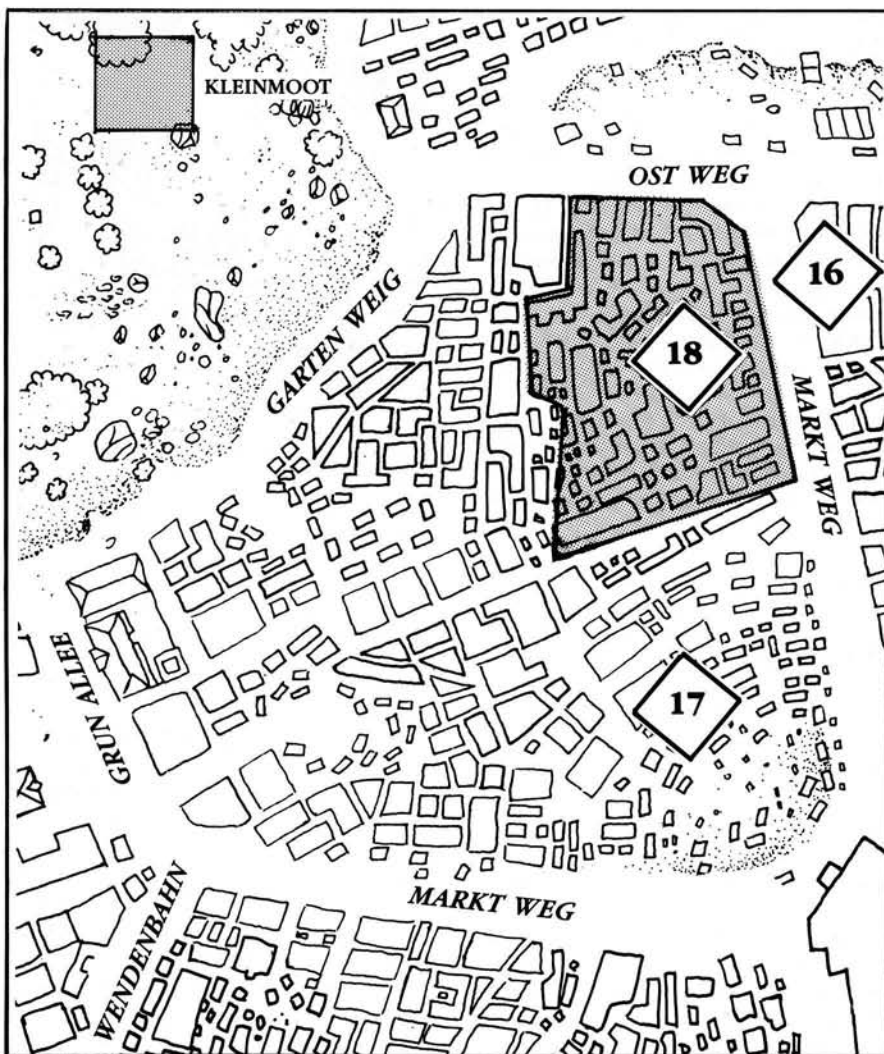 KLEINMOOT
OST WEG
16
GARTEN WEIG
18
MARKT WEG
GRUN ALLEE
17
MARKT WEG
WENDENBAHN